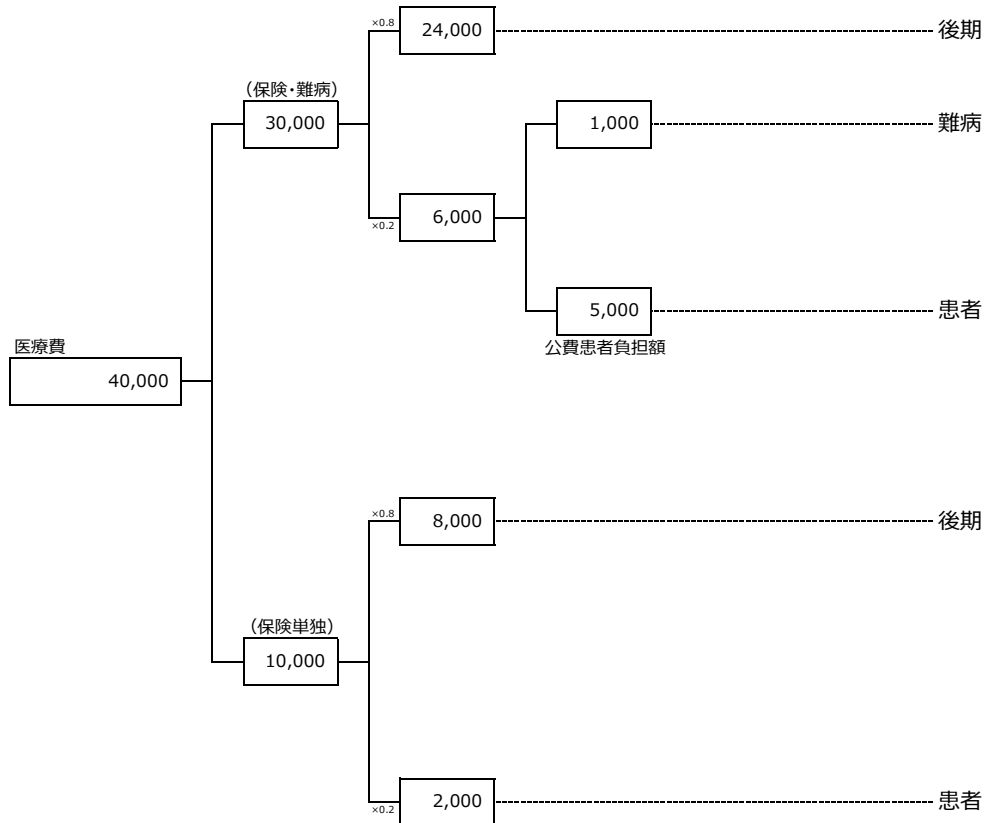 ×0.8
24,000
後期
（保険・難病）
30,000
1,000
難病
6,000
×0.2
5,000
患者
公費患者負担額
医療費
40,000
×0.8
8,000
後期
（保険単独）
10,000
2,000
患者
×0.2